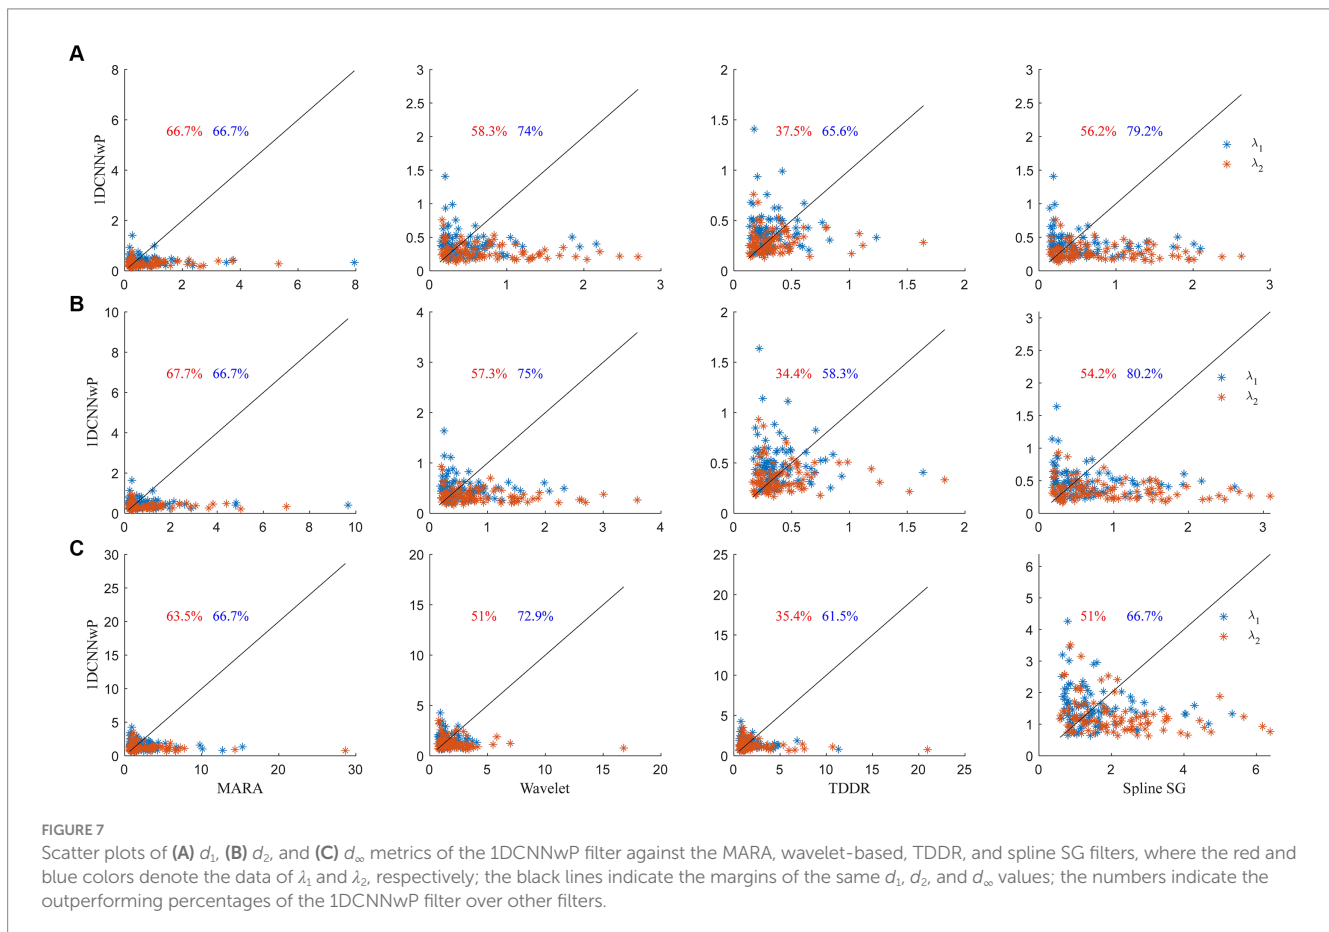 A
8
6
4
2
0
0 2 4 6 8
1DCNNwP
66.7% 66.7%
3
2.5
2
1.5
1
0.5
0
0 1 2 3
58.3% 74%
2
1.5
1
0.5
0
0 0.5 1 1.5 2
37.5% 65.6%
3
2.5
2
1.5
1
0.5
0
0 1 2 3
56.2% 79.2%
λ1
λ2
B
10
8
6
4
2
0
0 2 4 6 8 10
1DCNNwP
67.7% 66.7%
4
3
2
1
0
0 1 2 3 4
57.3% 75%
2
1.5
1
0.5
0
0 0.5 1 1.5 2
34.4% 58.3%
3
2.5
2
1.5
1
0.5
0
0 1 2 3
54.2% 80.2%
λ1
λ2
C
30
25
20
15
10
5
0
0 10 20 30
1DCNNwP
63.5% 66.7%
MARA
20
15
10
5
0
0 5 10 15 20
51% 72.9%
Wavelet
25
20
15
10
5
0
0 5 10 15 20 25
35.4% 61.5%
TDDR
6
5
4
3
2
1
0
0 2 4 6
51% 66.7%
λ1
λ2
Spline SG
FIGURE 7
Scatter plots of (A) d1, (B) d2, and (C) d∞ metrics of the 1DCNNwP filter against the MARA, wavelet-based, TDDR, and spline SG filters, where the red and
blue colors denote the data of λ1 and λ2, respectively; the black lines indicate the margins of the same d1, d2, and d∞ values; the numbers indicate the
outperforming percentages of the 1DCNNwP filter over other filters.